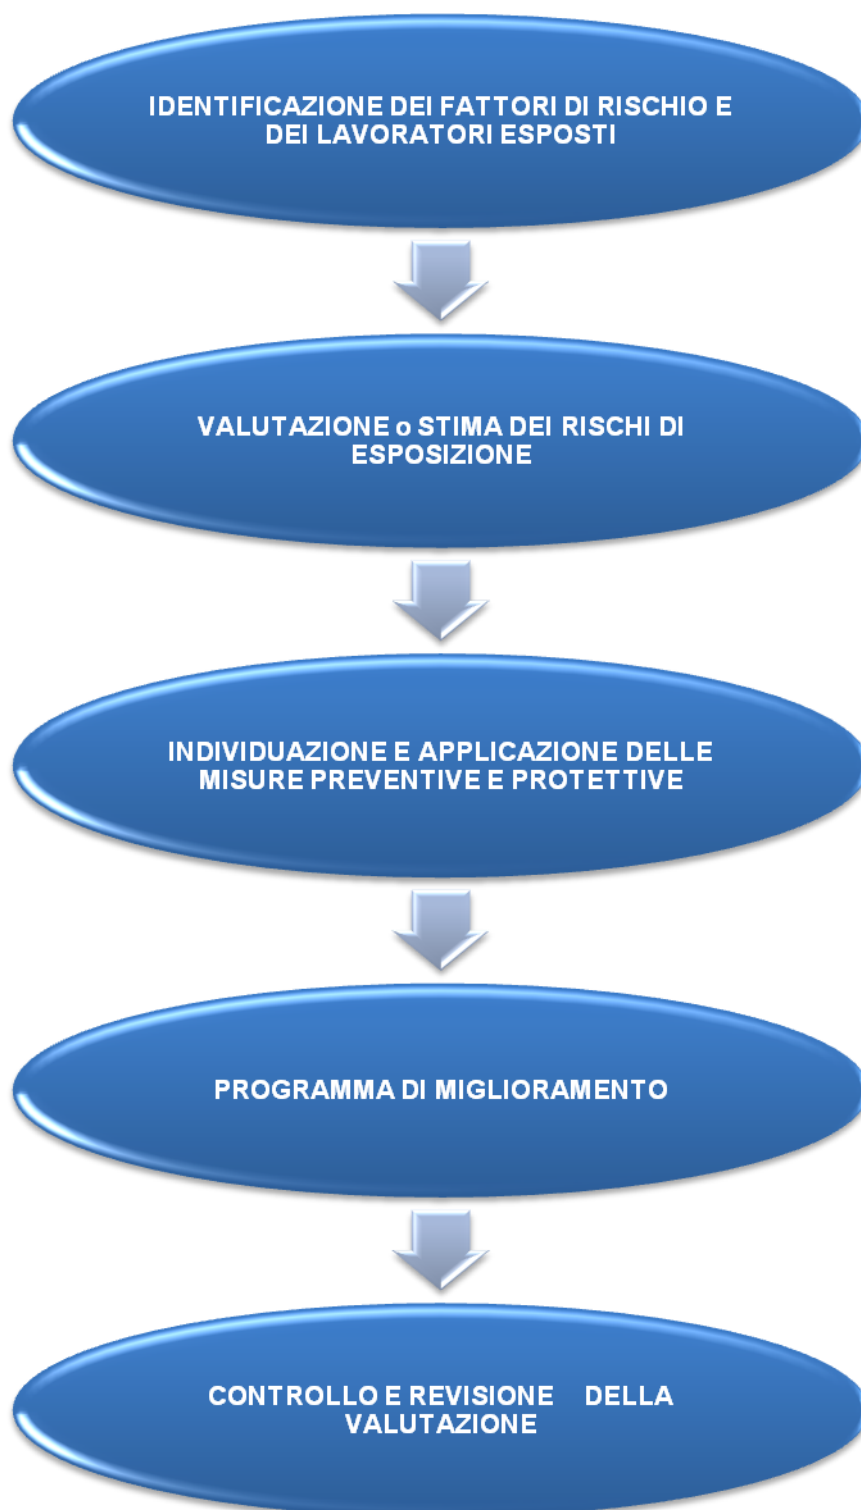 IDENTIFICAZIONE DEI FATTORI DI RISCHIO E
DEI LAVORATORI ESPOSTI
VALUTAZIONE o STIMA DEI RISCHI DI
ESPOSIZIONE
INDIVIDUAZIONE E APPLICAZIONE DELLE
MISURE PREVENTIVE E PROTETTIVE
PROGRAMMA DI MIGLIORAMENTO
CONTROLLO E REVISIONE DELLA
VALUTAZIONE